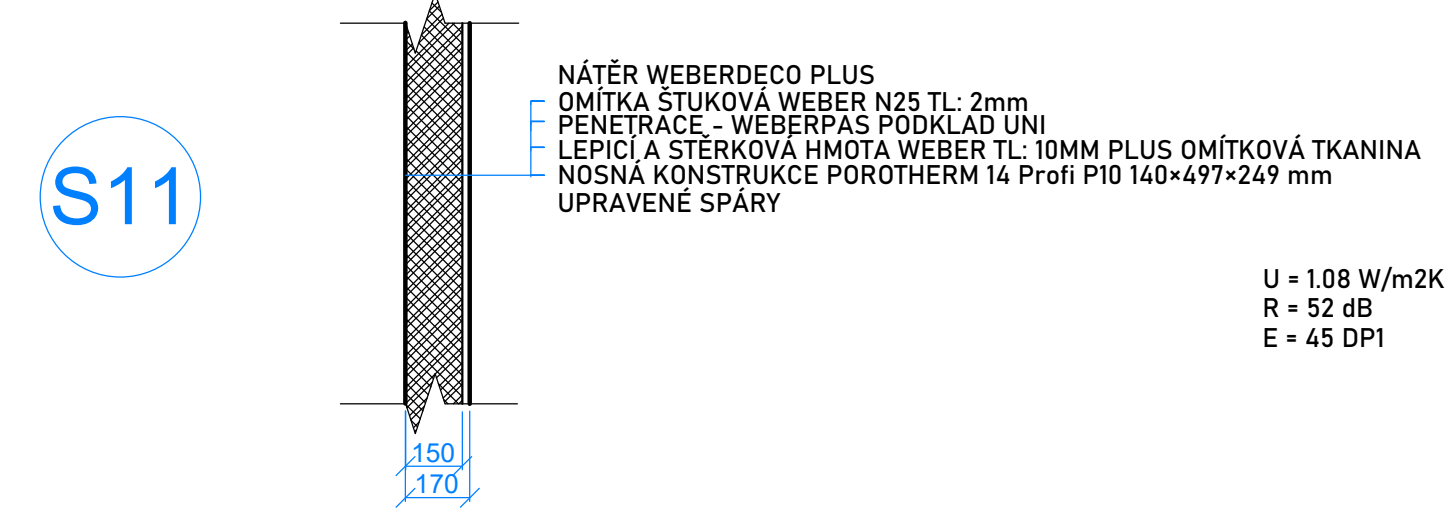 S11
NÁTĚR WEBERDECO PLUS
OMÍTKA ŠTUKOVÁ WEBER N25 TL: 2mm
PENETRACE - WEBERPAS PODKLAD UNI
LEPICÍ A STĚRKOVÁ HMOTA WEBER TL: 10MM PLUS OMÍTKOVÁ TKANINA
NOSNÁ KONSTRUKCE POROTHERM 14 Profi P10 140×497×249 mm
UPRAVENÉ SPÁRY
U = 1.08 W/m2K
R = 52 dB
E = 45 DP1
150
170